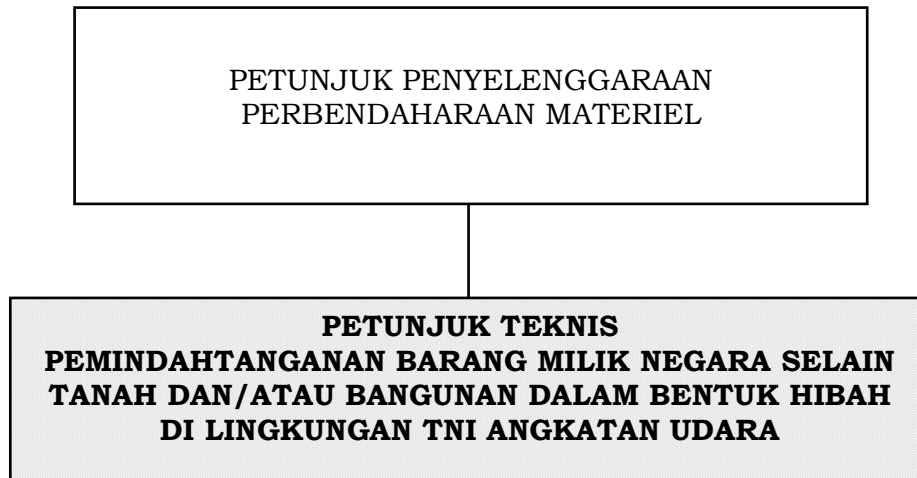 PETUNJUK PENYELENGGARAAN
PERBENDAHARAAN MATERIEL
PETUNJUK TEKNIS
PEMINDAHTANGANAN BARANG MILIK NEGARA SELAIN
TANAH DAN/ATAU BANGUNAN DALAM BENTUK HIBAH
DI LINGKUNGAN TNI ANGKATAN UDARA